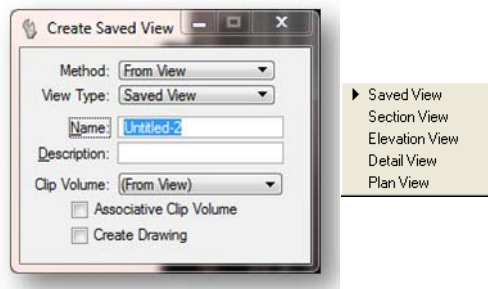 Create Saved View
Method: From View
View Type: Saved View
Name: Untitled-2
Description:
Clip Volume: (From View)
Associative Clip Volume
Create Drawing
Saved View
Section View
Elevation View
Detail View
Plan View